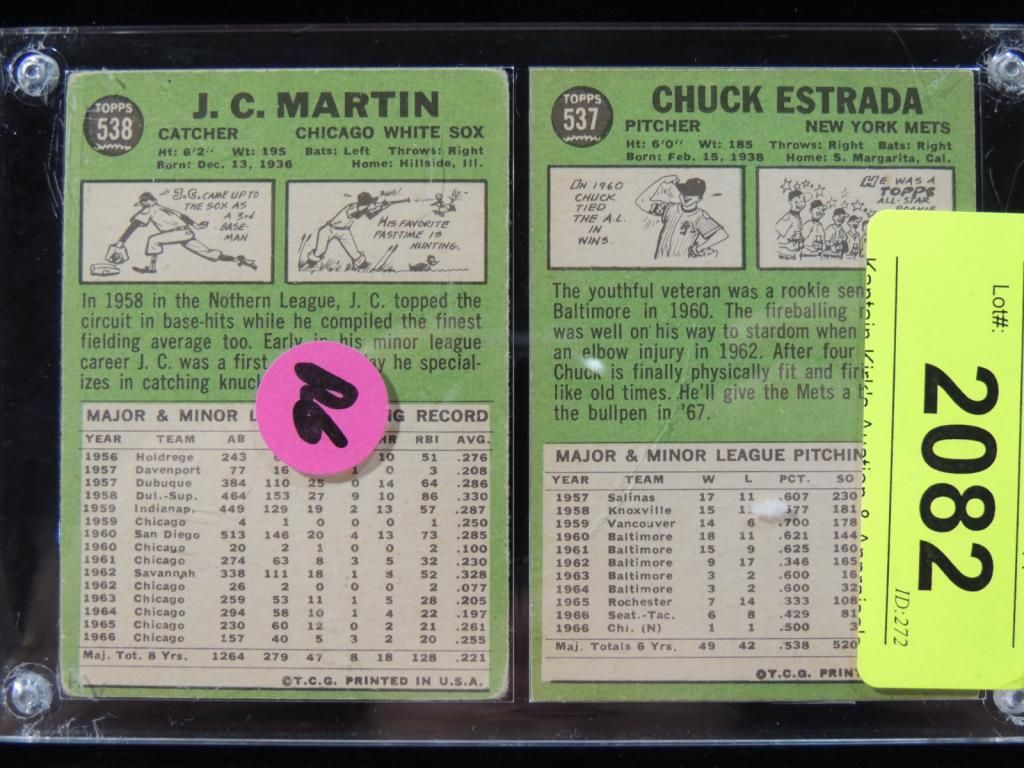 TOPPS
538
J. C. MARTIN
CATCHER CHICAGO WHITE SOX
Ht: 6'2" Wt: 195 Bats: Left Throws: Right
Born: Dec. 13, 1936 Home: Hillside, Ill.
J.C. CAME UP TO
THE SOX AS
A 3rd
BASE-
MAN
BANG!
HIS FAVORITE
PASTTIME IS
HUNTING.
In 1958 in the Nothern League, J. C. topped the
circuit in base-hits while he compiled the finest
fielding average too. Early in his minor league
career J. C. was a first
he special-
izes in catching
MAJOR & MINOR RECORD
YEAR TEAM AB HR RBI AVG.
1956 Holdrege 243 10 51 .276
1957 Davenport 77 16 1 0 3 .208
1957 Dubuque 384 110 25 0 14 64 .286
1958 Dul.-Sup. 464 153 27 9 10 86 .330
1959 Indianap. 449 129 19 2 13 57 .287
1959 Chicago 4 1 0 0 0 1 .250
1960 San Diego 513 146 20 4 13 73 .285
1960 Chicago 20 2 1 0 0 2 .100
1961 Chicago 274 63 8 3 5 32 .230
1962 Savannah 338 111 18 1 8 52 .328
1962 Chicago 26 2 0 0 0 2 .077
1963 Chicago 259 53 11 1 5 28 .205
1964 Chicago 294 58 10 1 4 22 .197
1965 Chicago 230 60 12 0 2 21 .261
1966 Chicago 157 40 5 3 2 20 .255
Maj. Tot. 8 Yrs. 1264 279 47 8 18 128 .221
©T.C.G. PRINTED IN U.S.A.
TOPPS
537
CHUCK ESTRADA
PITCHER NEW YORK METS
Ht: 6'0" Wt: 185 Throws: Right Bats: Right
Born: Feb. 15, 1938 Home: S. Margarita, Cal.
IN 1960
CHUCK
TIED
THE A.L.
IN
WINS.
HE WAS A
TOPPS
ALL-STAR
ROOKIE
The youthful veteran was a rookie sen
Baltimore in 1960. The fireballing
was well on his way to stardom when
an elbow injury in 1962. After four
Chuck is finally physically fit and
like old times. He'll give the Mets a
the bullpen in '67.
MAJOR & MINOR LEAGUE PITCHIN
YEAR TEAM W L PCT. SO
1957 Salinas 17 11 .607 230
1958 Knoxville 15 181
1959 Vancouver 14 6 .700 178
1960 Baltimore 18 11 .621 144
1961 Baltimore 15 9 .625 160
1962 Baltimore 9 17 .346 165
1963 Baltimore 3 2 .600 16
1964 Baltimore 3 2 .600 32
1965 Rochester 7 14 333 108
1966 Seat.-Tac. 6 8 .429 81
1966 Chi. (N) 1 1 .500 3
Major Totals 6 Yrs. 49 42 .538 520
©T.C.G. PRIN
Lot#:
2082
ID:272